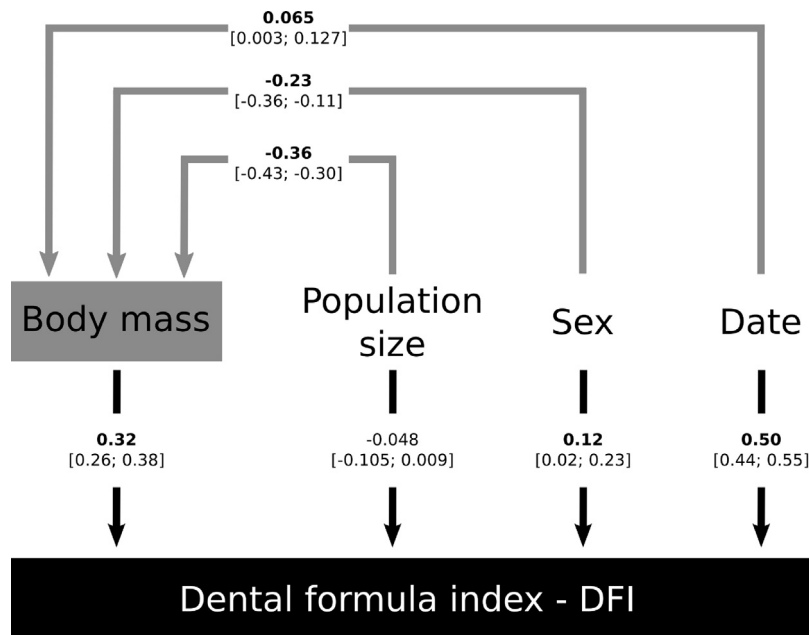 0.065
[0.003; 0.127]
-0.23
[-0.36; -0.11]
-0.36
[-0.43; -0.30]
Body mass
Population
size
Sex
Date
0.32
[0.26; 0.38]
-0.048
[-0.105; 0.009]
0.12
[0.02; 0.23]
0.50
[0.44; 0.55]
Dental formula index - DFI